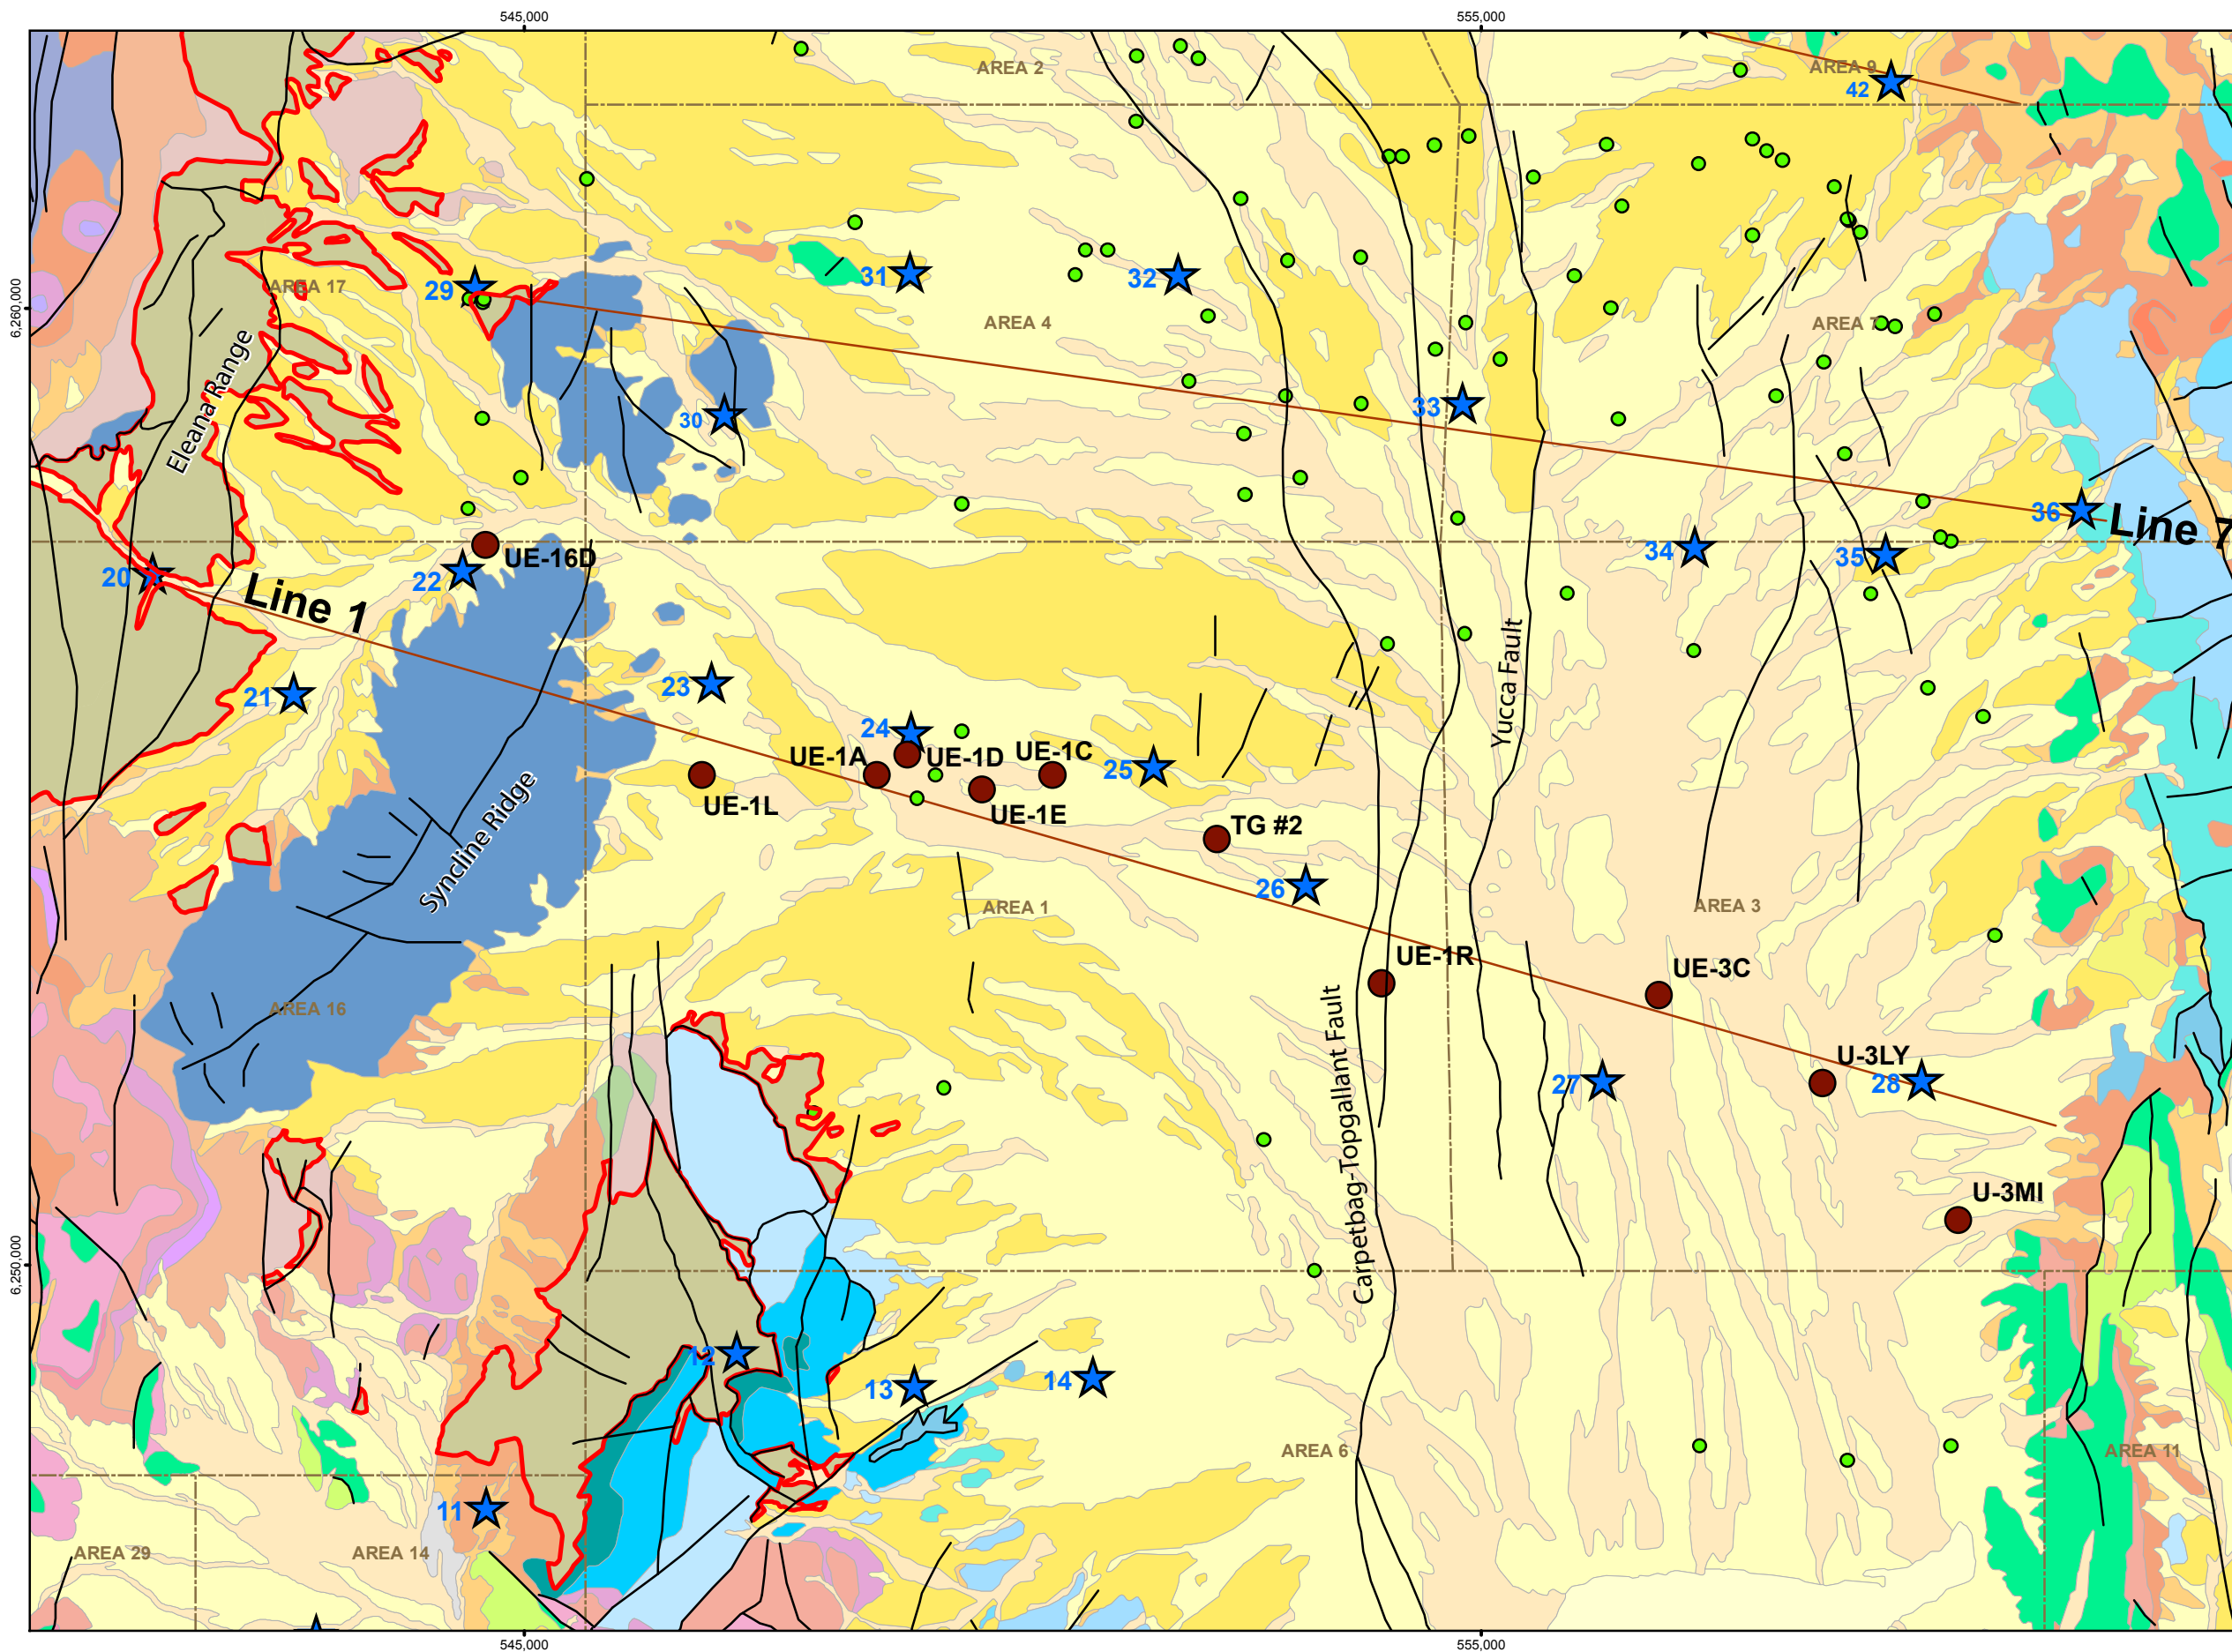 545,000
555,000
AREA 2
AREA 9
42
AREA 17
29
31
32
6,260,000
AREA 4
AREA 7
Eleana Range
30
33
36
Line 7
UE-16D
20
22
34
35
Line 1
21
23
Yucca Fault
24
UE-1A
UE-1D
UE-1C
25
UE-1L
UE-1E
TG #2
Syncline Ridge
26
AREA 1
AREA 3
UE-1R
UE-3C
AREA 16
Carpetbag-Topgallant Fault
U-3LY
27
28
U-3MI
6,250,000
12
13
14
AREA 6
AREA 11
11
AREA 29
AREA 14
545,000
555,000